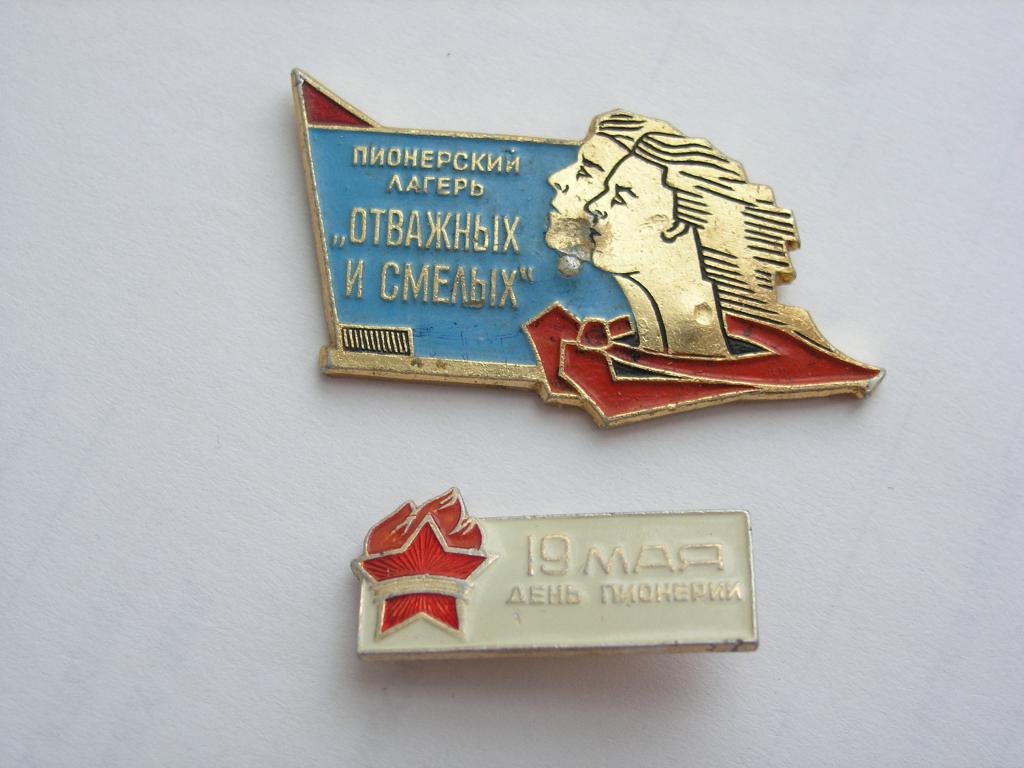 ПИОНЕРСКИЙ
ЛАГЕРЬ
„ОТВАЖНЫХ
И СМЕЛЫХ“
19 МАЯ
ДЕНЬ ПИОНЕРИИ